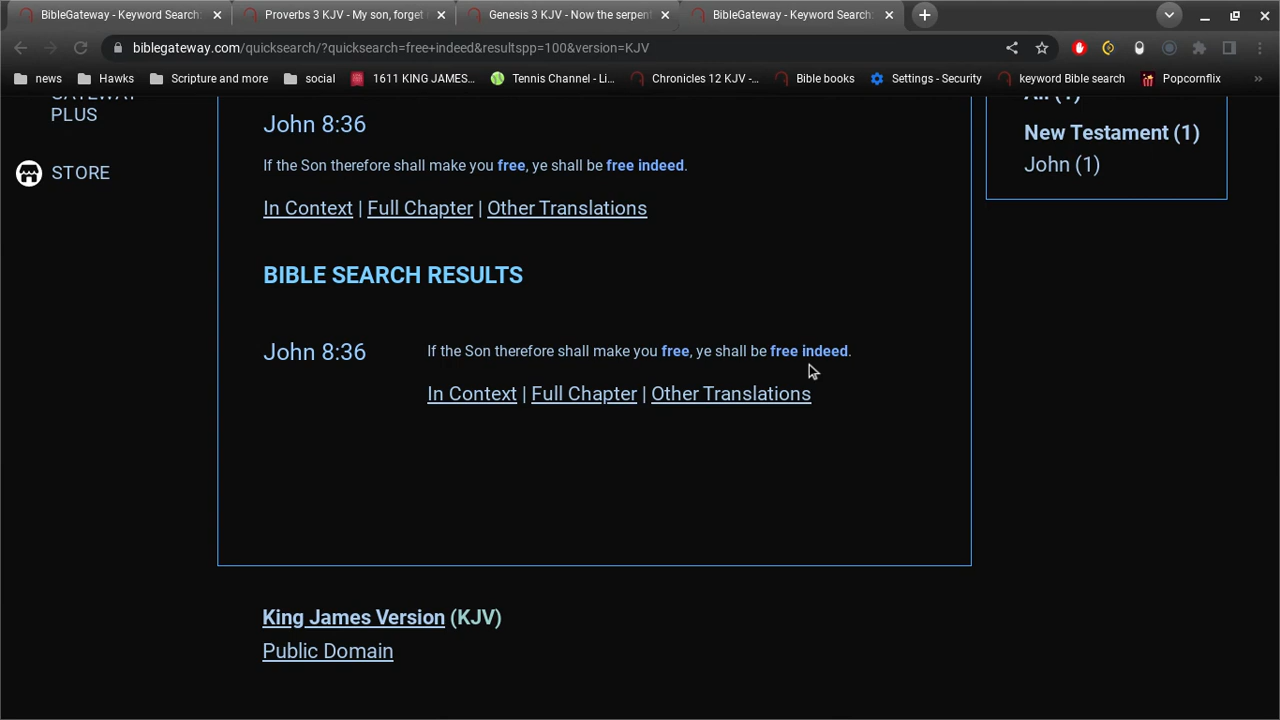 BibleGateway - Keyword Search:
Proverbs 3 KJV - My son, forget
Genesis 3 KJV - Now the serpent
BibleGateway - Keyword Search:
biblegateway.com/quicksearch/?quicksearch=free+indeed&resultspp=100&version=KJV
news
Hawks
Scripture and more
social
1611 KING JAMES…
Tennis Channel - Li…
Chronicles 12 KJV -…
Bible books
Settings - Security
keyword Bible search
Popcornflix
»
GATEWAY
PLUS
STORE
John 8:36
If the Son therefore shall make you free, ye shall be free indeed.
In Context | Full Chapter | Other Translations
BIBLE SEARCH RESULTS
John 8:36
If the Son therefore shall make you free, ye shall be free indeed.
In Context | Full Chapter | Other Translations
All (1)
New Testament (1)
John (1)
King James Version (KJV)
Public Domain